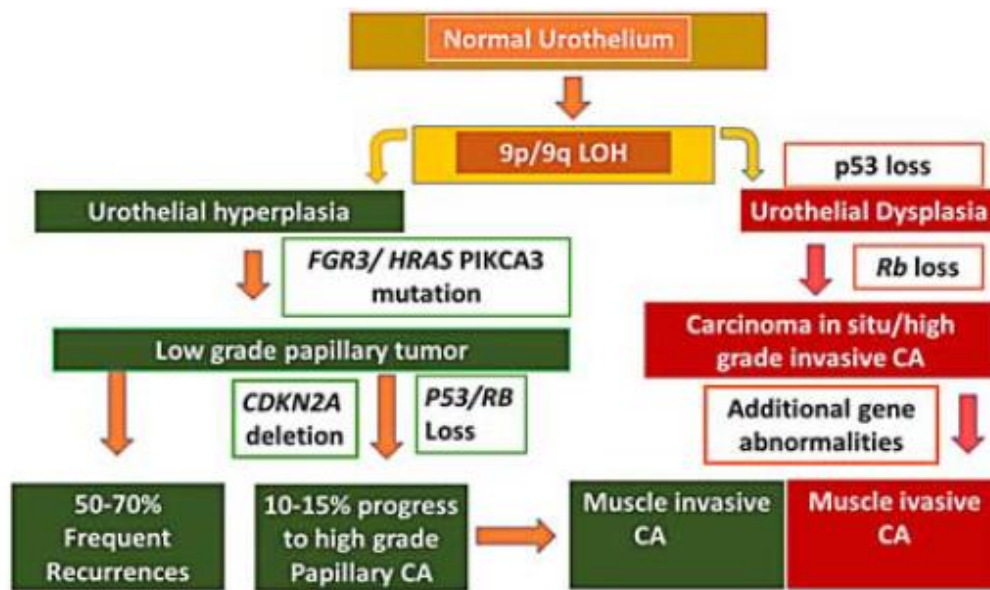 Normal Urothelium
9p/9q LOH
p53 loss
Urothelial hyperplasia
Urothelial Dysplasia
FGR3/ HRAS PIKCA3
mutation
Rb loss
Low grade papillary tumor
Carcinoma in situ/high
grade invasive CA
CDKN2A
deletion
P53/RB
Loss
Additional gene
abnormalities
50-70%
Frequent
Recurrences
10-15% progress
to high grade
Papillary CA
Muscle invasive
CA
Muscle ivasive
CA